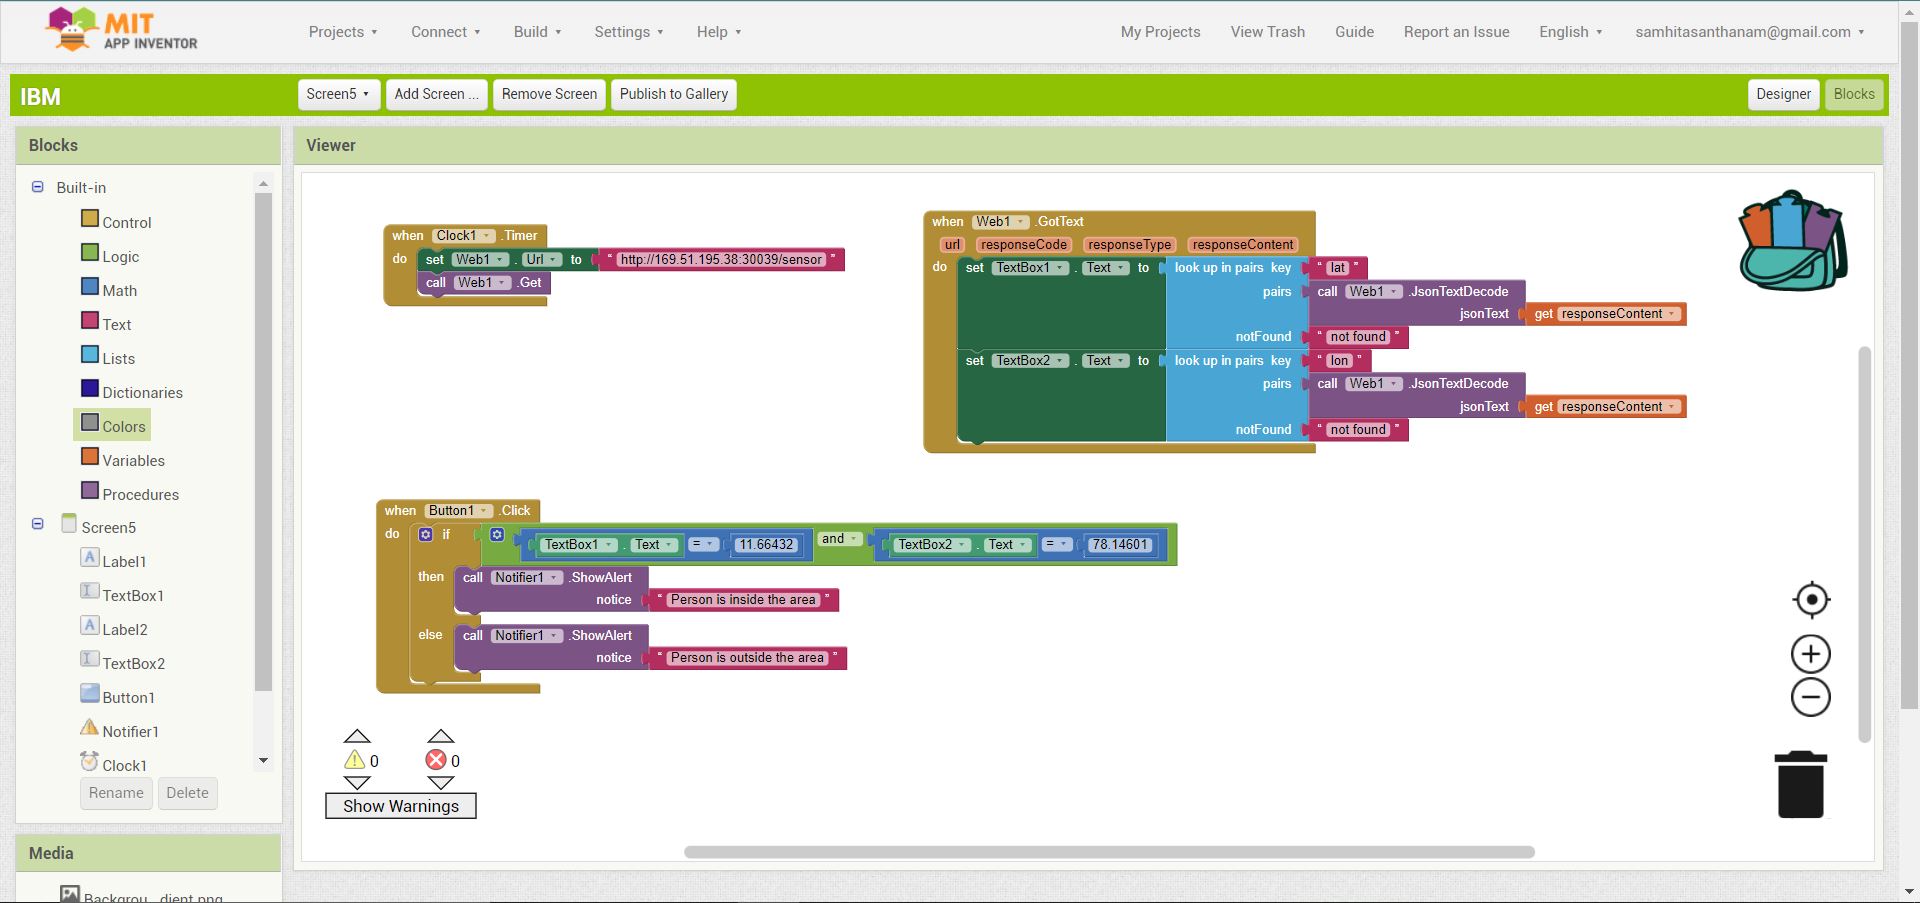 MIT
APP INVENTOR
Projects
Connect
Build
Settings
Help
My Projects
View Trash
Guide
Report an Issue
English
samhitasanthanam@gmail.com
IBM
Screen5
Add Screen ...
Remove Screen
Publish to Gallery
Designer
Blocks
Blocks
Viewer
Built-in
Control
Logic
Math
Text
Lists
Dictionaries
Colors
Variables
Procedures
Screen5
Label1
TextBox1
Label2
TextBox2
Button1
Notifier1
Clock1
Rename
Delete
Media
Backgrou...dient.png
when Clock1 .Timer
do set Web1 . Url to “ http://169.51.195.38:30039/sensor ”
call Web1 .Get
when Web1 .GotText
url responseCode responseType responseContent
do set TextBox1 . Text to look up in pairs key “ lat ”
pairs call Web1 .JsonTextDecode
jsonText get responseContent
notFound “ not found ”
set TextBox2 . Text to look up in pairs key “ lon ”
pairs call Web1 .JsonTextDecode
jsonText get responseContent
notFound “ not found ”
when Button1 .Click
do if TextBox1 . Text = 11.66432 and TextBox2 . Text = 78.14601
then call Notifier1 .ShowAlert
notice “ Person is inside the area ”
else call Notifier1 .ShowAlert
notice “ Person is outside the area ”
0 0
Show Warnings